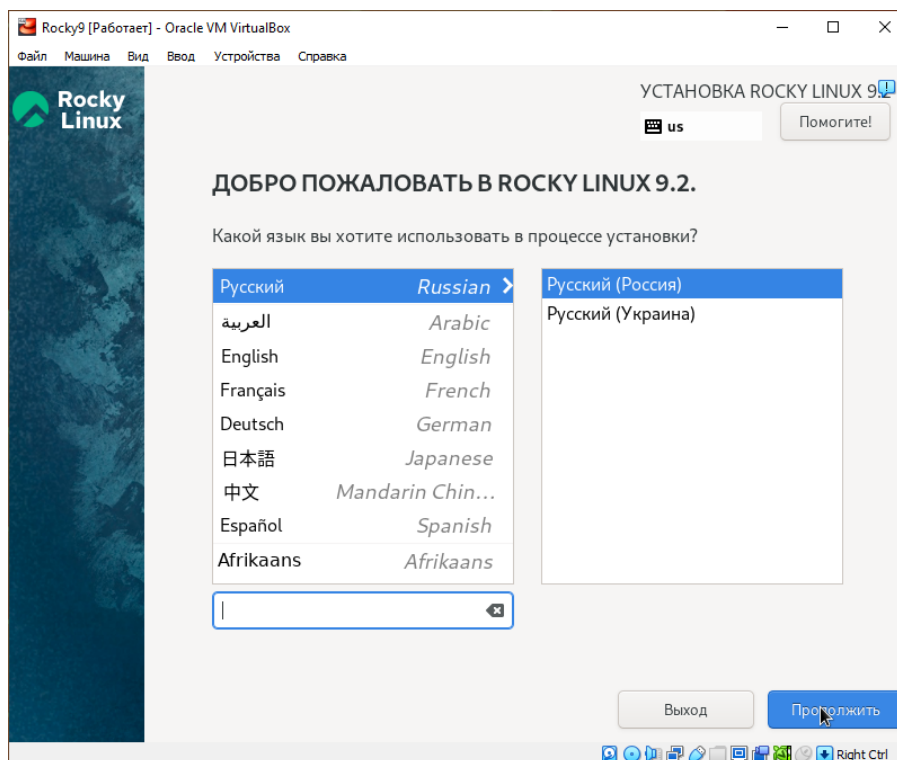 Rocky9 [Работает] - Oracle VM VirtualBox
Файл Машина Вид Ввод Устройства Справка
Rocky
Linux
УСТАНОВКА ROCKY LINUX 9.2
us
Помогите!
ДОБРО ПОЖАЛОВАТЬ В ROCKY LINUX 9.2.
Какой язык вы хотите использовать в процессе установки?
Русский Russian
العربية Arabic
English English
Français French
Deutsch German
日本語 Japanese
中文 Mandarin Chin...
Español Spanish
Afrikaans Afrikaans
Русский (Россия)
Русский (Украина)
Выход
Продолжить
Right Ctrl